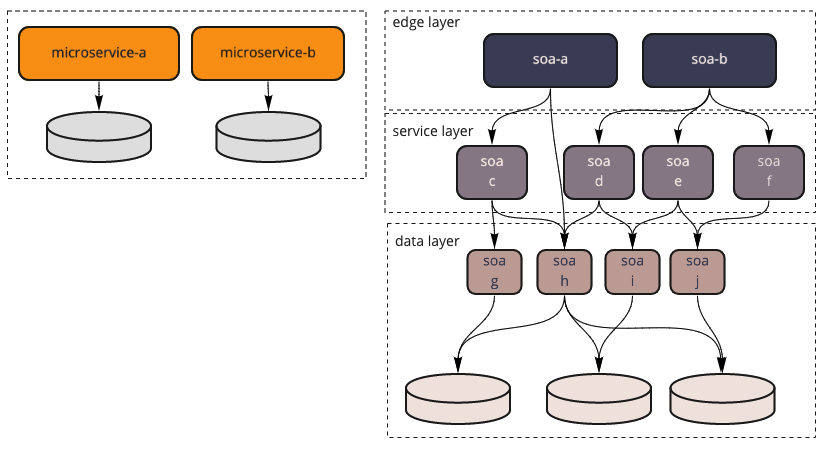 microservice-a
microservice-b
edge layer
soa-a
soa-b
service layer
soa
c
soa
d
soa
e
soa
f
data layer
soa
g
soa
h
soa
i
soa
j